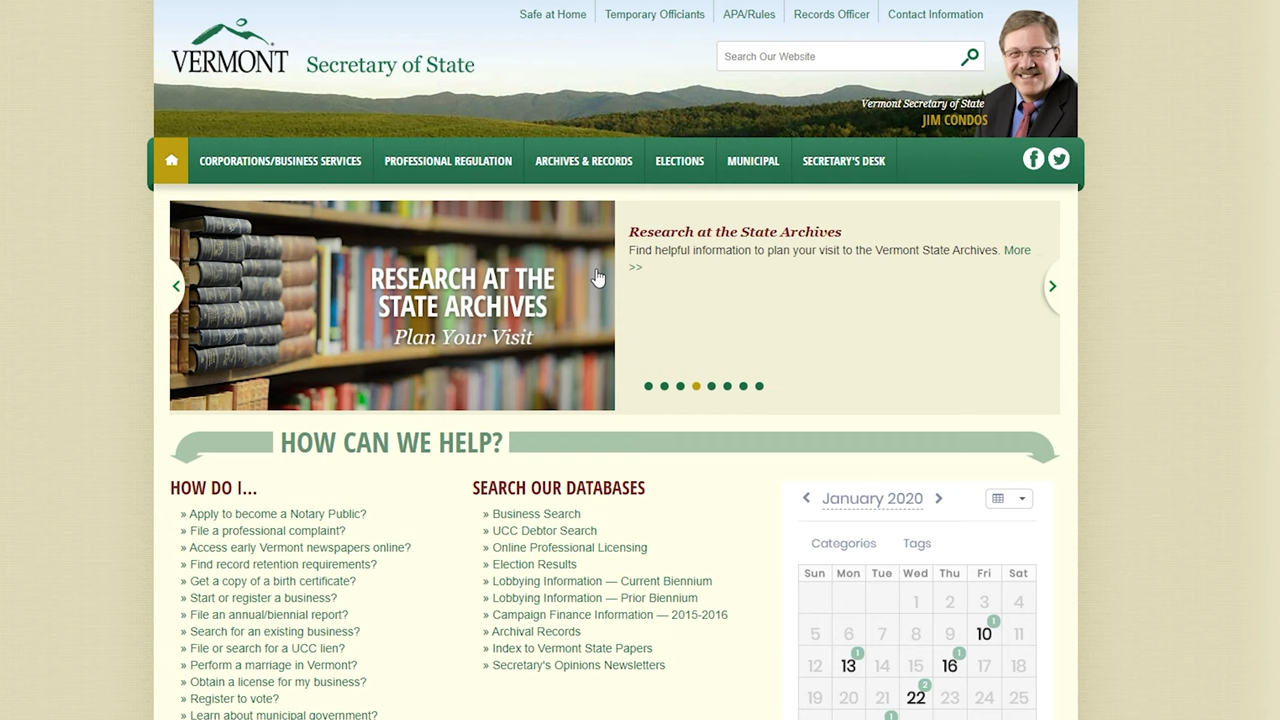 Safe at Home
Temporary Officiants
APA/Rules
Records Officer
Contact Information
VERMONT
Secretary of State
Search Our Website
Vermont Secretary of State
JIM CONDOS
CORPORATIONS/BUSINESS SERVICES
PROFESSIONAL REGULATION
ARCHIVES & RECORDS
ELECTIONS
MUNICIPAL
SECRETARY'S DESK
RESEARCH AT THE
STATE ARCHIVES
Plan Your Visit
Research at the State Archives
Find helpful information to plan your visit to the Vermont State Archives. More
>>
HOW CAN WE HELP?
HOW DO I...
» Apply to become a Notary Public?
» File a professional complaint?
» Access early Vermont newspapers online?
» Find record retention requirements?
» Get a copy of a birth certificate?
» Start or register a business?
» File an annual/biennial report?
» Search for an existing business?
» File or search for a UCC lien?
» Perform a marriage in Vermont?
» Obtain a license for my business?
» Register to vote?
» Learn about municipal government?
SEARCH OUR DATABASES
» Business Search
» UCC Debtor Search
» Online Professional Licensing
» Election Results
» Lobbying Information — Current Biennium
» Lobbying Information — Prior Biennium
» Campaign Finance Information — 2015-2016
» Archival Records
» Index to Vermont State Papers
» Secretary's Opinions Newsletters
January 2020
Categories Tags
Sun Mon Tue Wed Thu Fri Sat
1 2 3 4
5 6 7 8 9 10 1 11
12 13 1 14 15 16 1 17 18
19 20 21 22 2 23 24 25
1